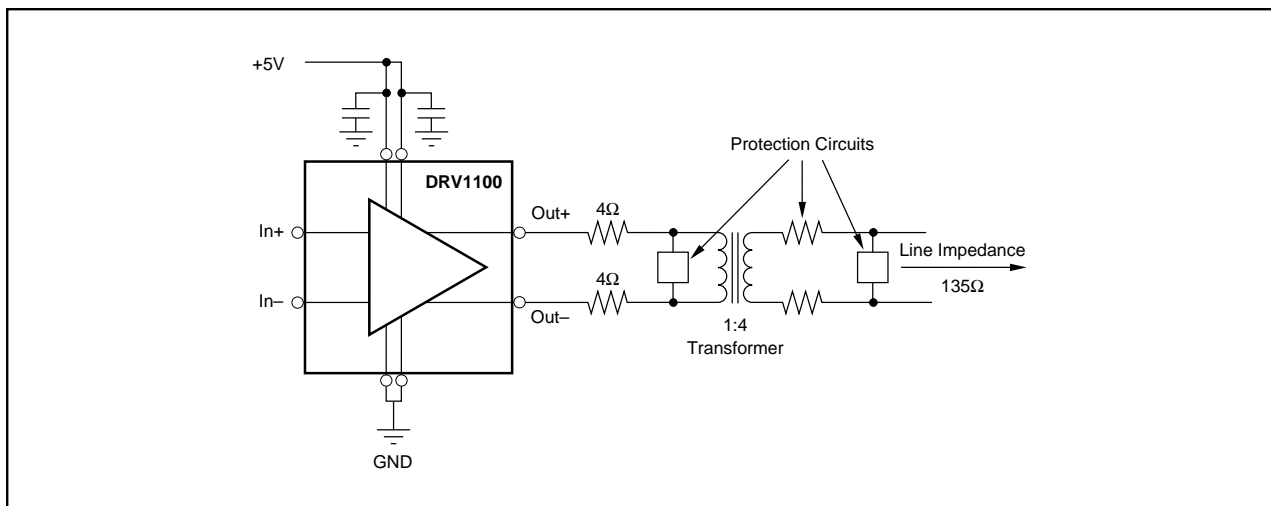 +5V
Protection Circuits
DRV1100
Out+
4Ω
In+
Line Impedance
135Ω
In–
4Ω
Out–
1:4
Transformer
GND